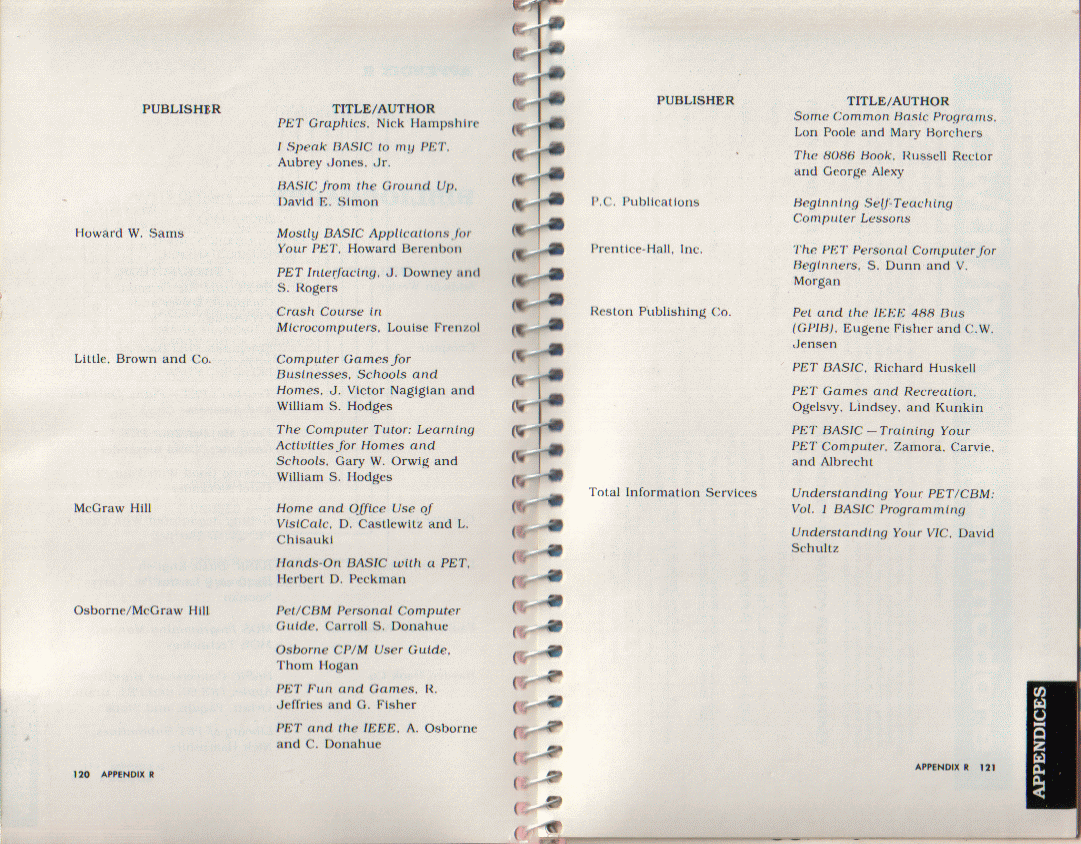 PUBLISHER TITLE/AUTHOR
PET Graphics, Nick Hampshire
I Speak BASIC to my PET,
Aubrey Jones, Jr.
BASIC from the Ground Up,
David E. Simon
Howard W. Sams Mostly BASIC Applications for
Your PET, Howard Berenbon
PET Interfacing, J. Downey and
S. Rogers
Crash Course in
Microcomputers, Louise Frenzol
Little, Brown and Co. Computer Games for
Businesses, Schools and
Homes, J. Victor Nagigian and
William S. Hodges
The Computer Tutor: Learning
Activities for Homes and
Schools, Gary W. Orwig and
William S. Hodges
McGraw Hill Home and Office Use of
VisiCalc, D. Castlewitz and L.
Chisauki
Hands-On BASIC with a PET,
Herbert D. Peckman
Osborne/McGraw Hill Pet/CBM Personal Computer
Guide, Carroll S. Donahue
Osborne CP/M User Guide,
Thom Hogan
PET Fun and Games, R.
Jeffries and G. Fisher
PET and the IEEE, A. Osborne
and C. Donahue
120 APPENDIX R
PUBLISHER TITLE/AUTHOR
Some Common Basic Programs,
Lon Poole and Mary Borchers
The 8086 Book, Russell Rector
and George Alexy
P.C. Publications Beginning Self-Teaching
Computer Lessons
Prentice-Hall, Inc. The PET Personal Computer for
Beginners, S. Dunn and V.
Morgan
Reston Publishing Co. Pet and the IEEE 488 Bus
(GPIB), Eugene Fisher and C.W.
Jensen
PET BASIC, Richard Huskell
PET Games and Recreation,
Ogelsvy, Lindsey, and Kunkin
PET BASIC — Training Your
PET Computer, Zamora, Carvie,
and Albrecht
Total Information Services Understanding Your PET/CBM:
Vol. 1 BASIC Programming
Understanding Your VIC, David
Schultz
APPENDIX R 121
APPENDICES